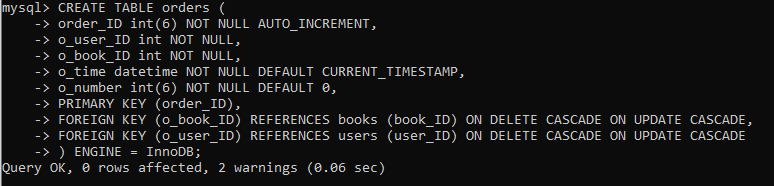 mysql> CREATE TABLE orders (
    -> order_ID int(6) NOT NULL AUTO_INCREMENT,
    -> o_user_ID int NOT NULL,
    -> o_book_ID int NOT NULL,
    -> o_time datetime NOT NULL DEFAULT CURRENT_TIMESTAMP,
    -> o_number int(6) NOT NULL DEFAULT 0,
    -> PRIMARY KEY (order_ID),
    -> FOREIGN KEY (o_book_ID) REFERENCES books (book_ID) ON DELETE CASCADE ON UPDATE CASCADE,
    -> FOREIGN KEY (o_user_ID) REFERENCES users (user_ID) ON DELETE CASCADE ON UPDATE CASCADE
    -> ) ENGINE = InnoDB;
Query OK, 0 rows affected, 2 warnings (0.06 sec)